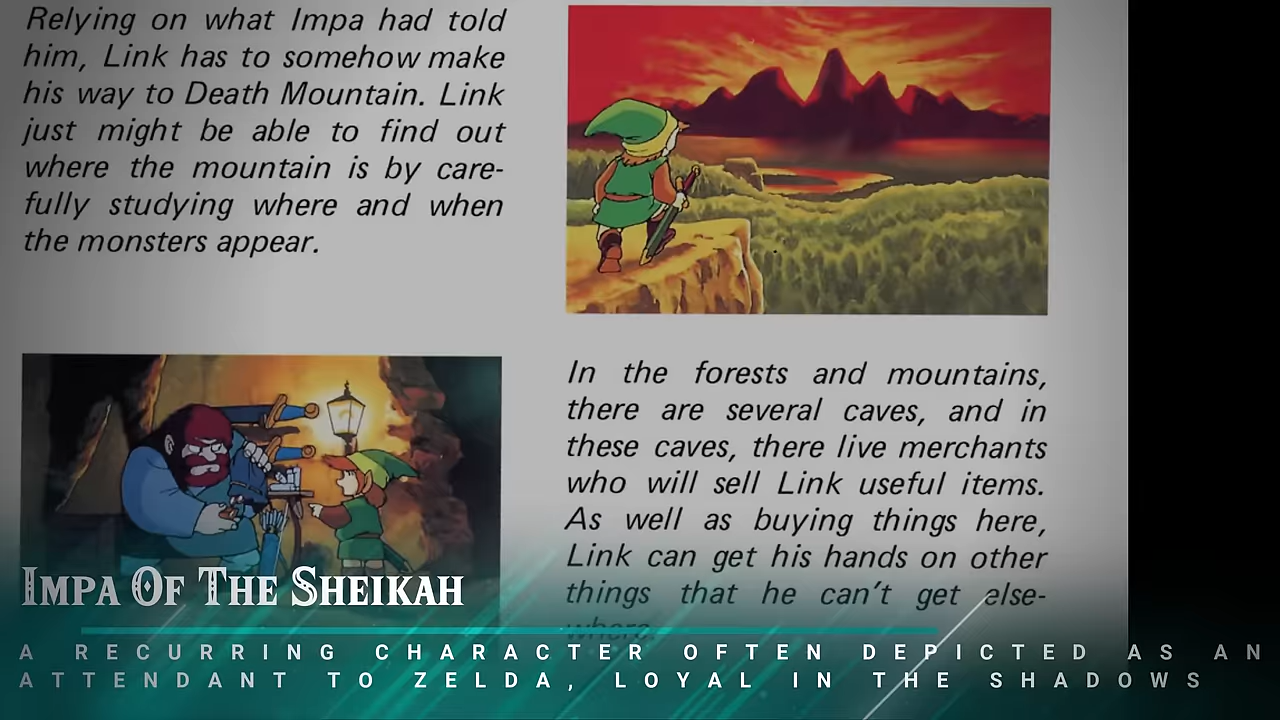 Relying on what Impa had told
him, Link has to somehow make
his way to Death Mountain. Link
just might be able to find out
where the mountain is by care-
fully studying where and when
the monsters appear.
In the forests and mountains,
there are several caves, and in
these caves, there live merchants
who will sell Link useful items.
As well as buying things here,
Link can get his hands on other
things that he can't get else-
where.
IMPA OF THE SHEIKAH
A RECURRING CHARACTER OFTEN DEPICTED AS AN
ATTENDANT TO ZELDA, LOYAL IN THE SHADOWS